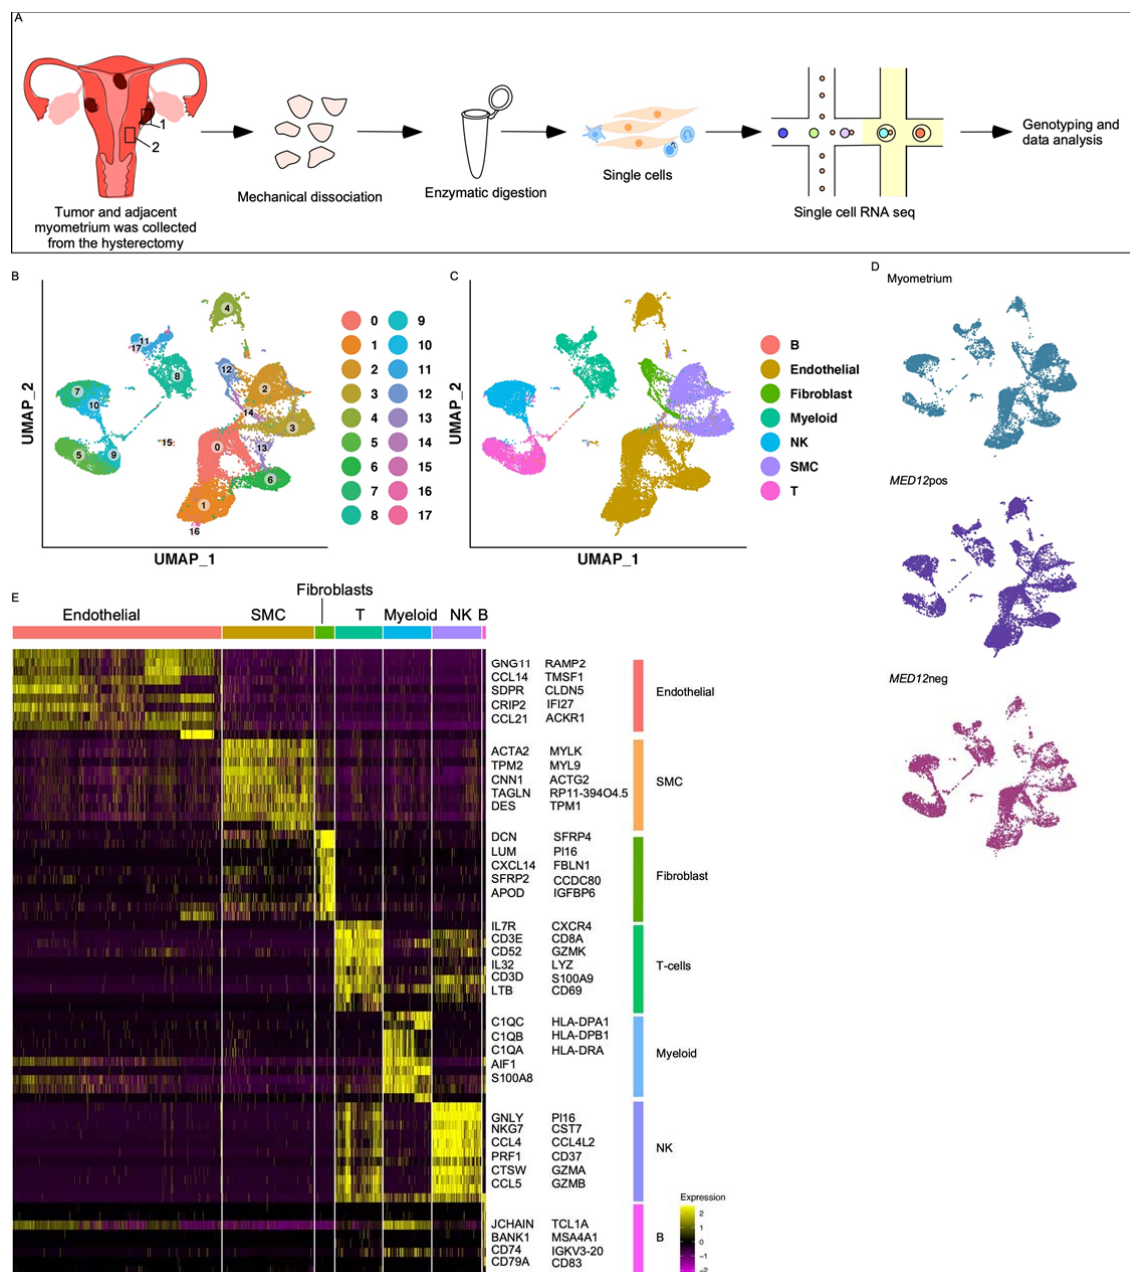 A
1
2
Tumor and adjacent
myometrium was collected
from the hysterectomy
Mechanical dissociation
Enzymatic digestion
Single cells
Single cell RNA seq
Genotyping and
data analysis
B
UMAP_2
UMAP_1
4
11
17
12
2
8
7
10
14
3
15
0
13
5
9
6
1
16
0 9
1 10
2 11
3 12
4 13
5 14
6 15
7 16
8 17
C
UMAP_2
UMAP_1
B
Endothelial
Fibroblast
Myeloid
NK
SMC
T
D
Myometrium
MED12pos
MED12neg
E
Fibroblasts
Endothelial SMC T Myeloid NK B
GNG11 RAMP2
CCL14 TMSF1
SDPR CLDN5
CRIP2 IFI27
CCL21 ACKR1
Endothelial
ACTA2 MYLK
TPM2 MYL9
CNN1 ACTG2
TAGLN RP11-394O4.5
DES TPM1
SMC
DCN SFRP4
LUM PI16
CXCL14 FBLN1
SFRP2 CCDC80
APOD IGFBP6
Fibroblast
IL7R CXCR4
CD3E CD8A
CD52 GZMK
IL32 LYZ
CD3D S100A9
LTB CD69
T-cells
C1QC HLA-DPA1
C1QB HLA-DPB1
C1QA HLA-DRA
AIF1
S100A8
Myeloid
GNLY PI16
NKG7 CST7
CCL4 CCL4L2
PRF1 CD37
CTSW GZMA
CCL5 GZMB
NK
JCHAIN TCL1A
BANK1 MSA4A1
CD74 IGKV3-20
CD79A CD83
B
Expression
2
1
0
−1
−2